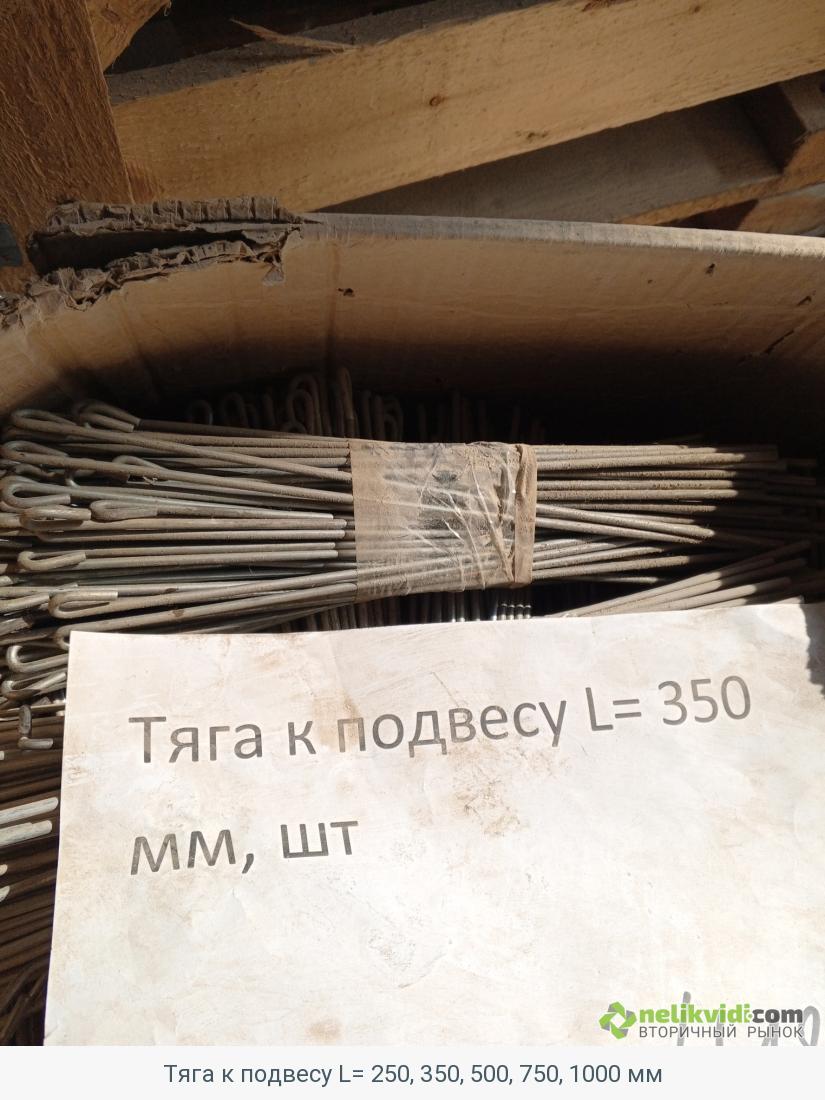 Тяга к подвесу L= 350
мм, шт
nelikvidi.com
ВТОРИЧНЫЙ РЫНОК
Тяга к подвесу L= 250, 350, 500, 750, 1000 мм